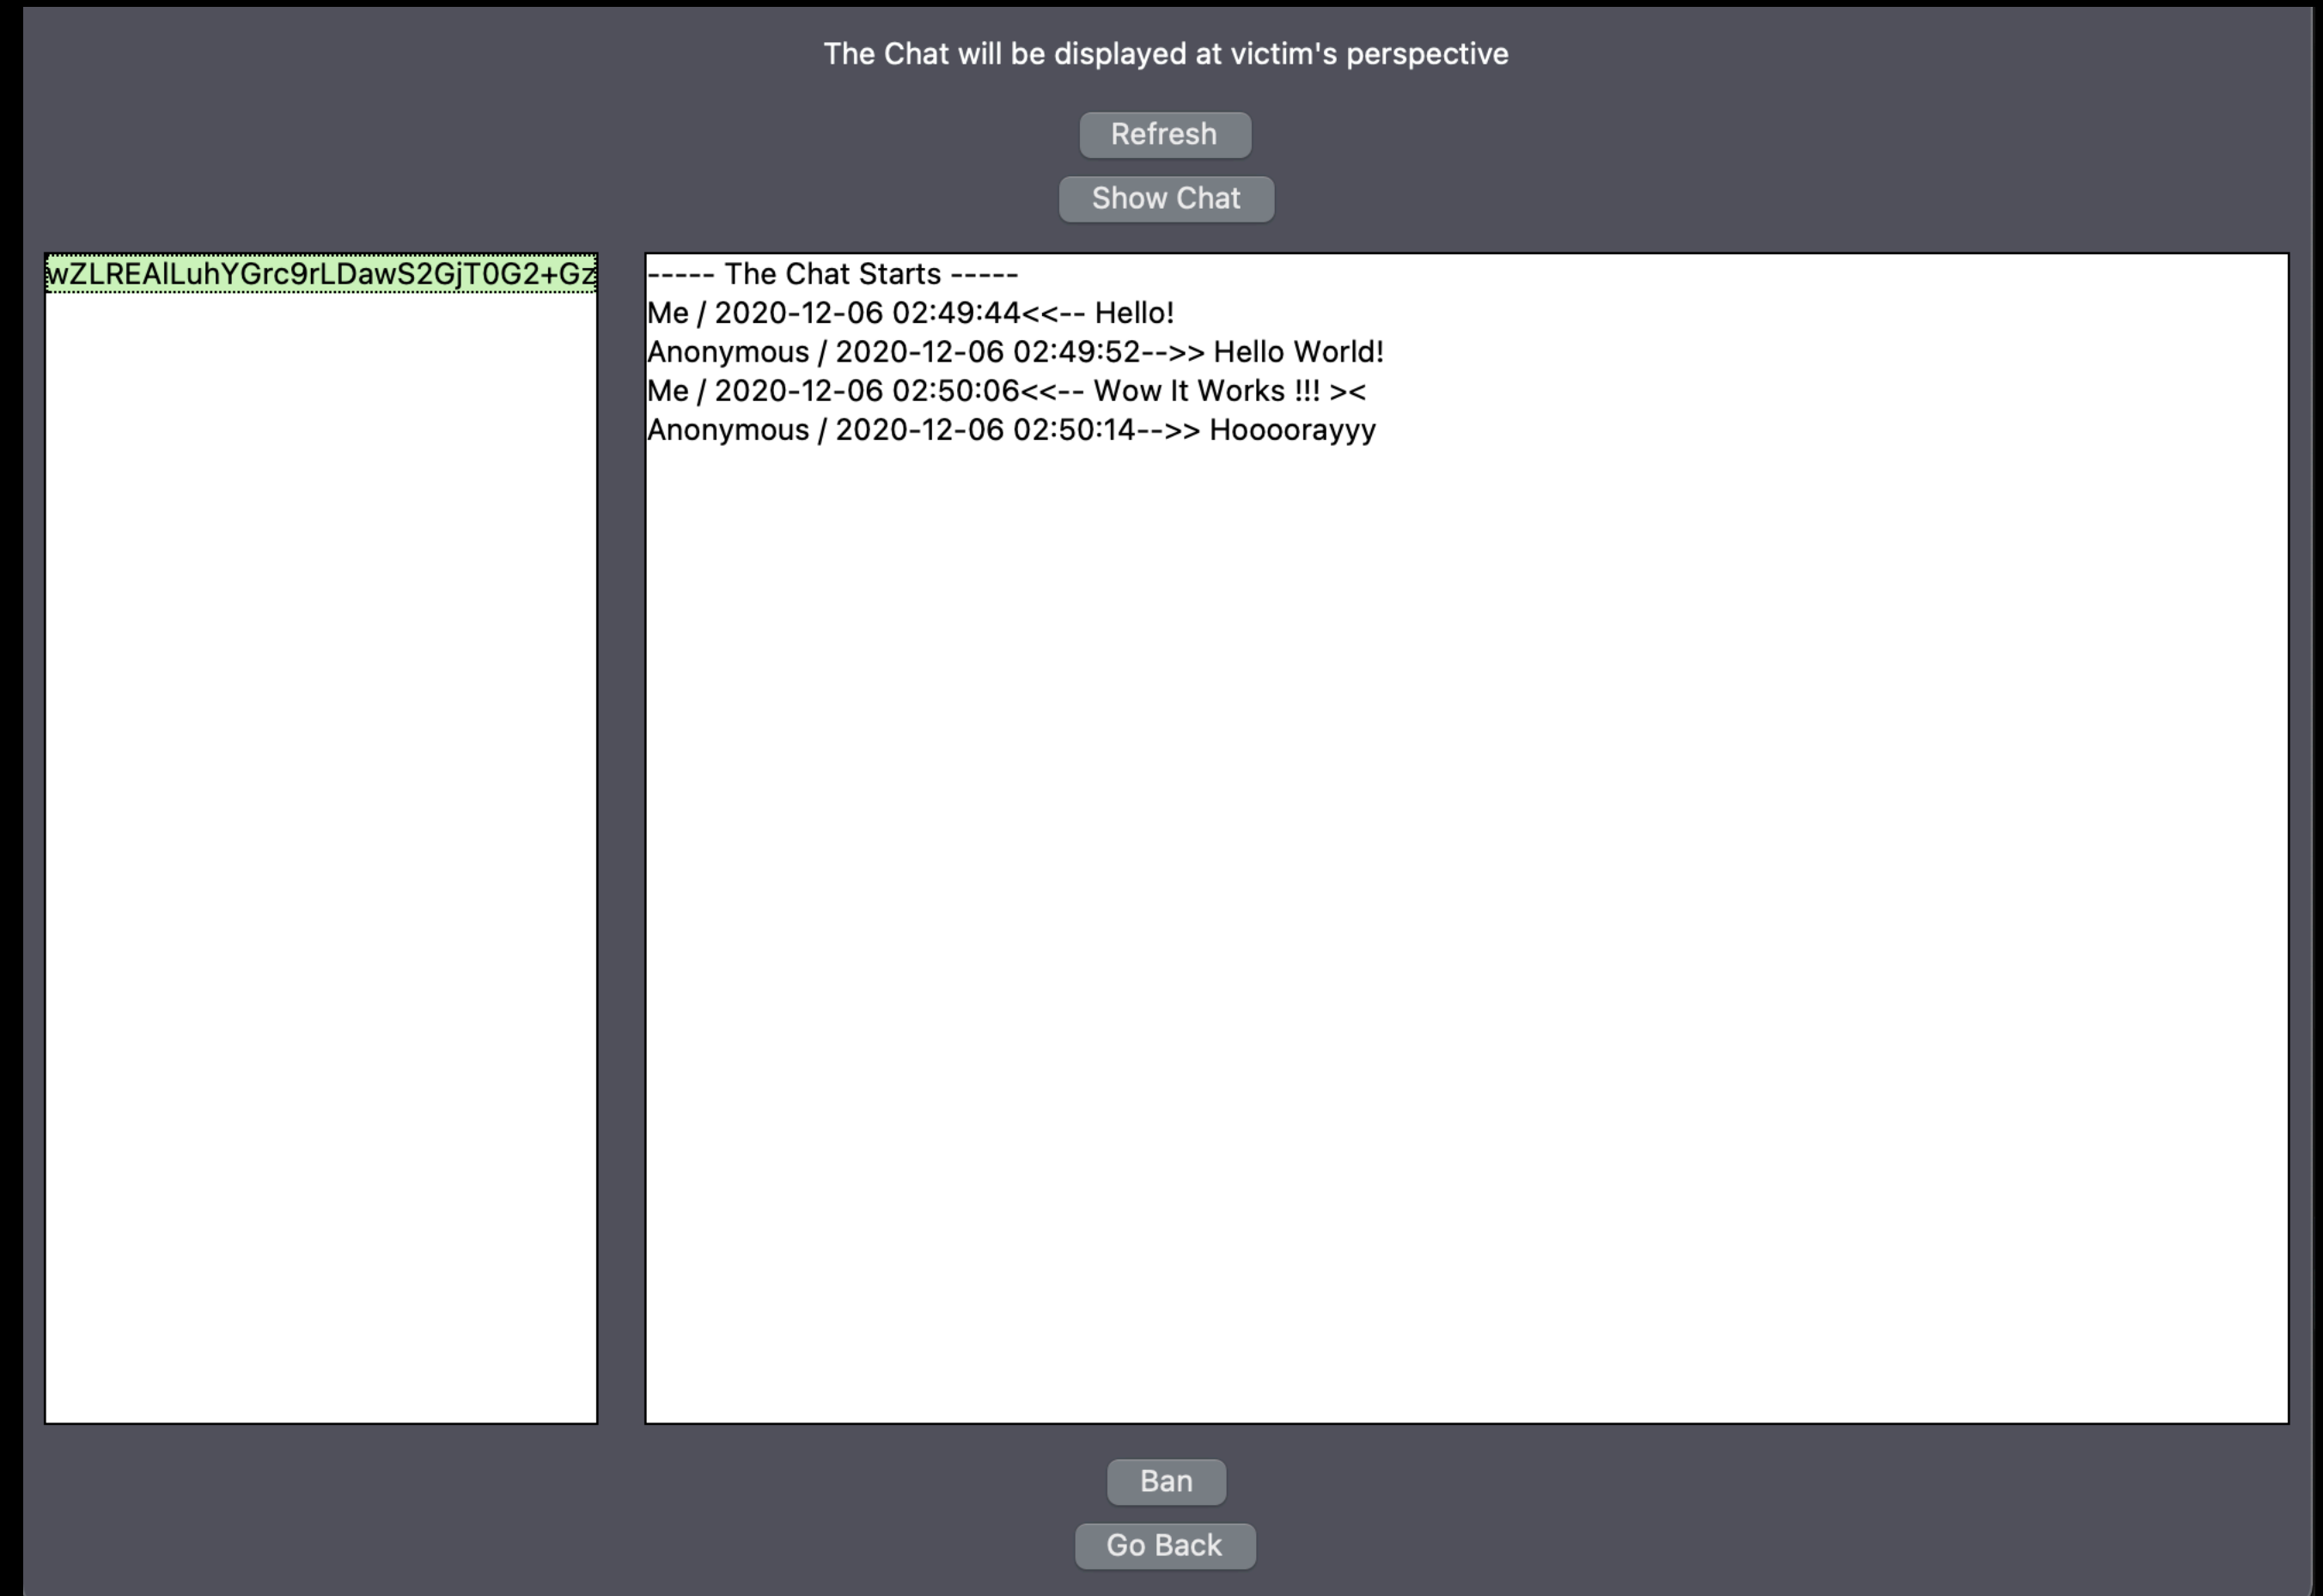 The Chat will be displayed at victim's perspective
Refresh
Show Chat
wZLREAlLuhYGrc9rLDawS2GjT0G2+Gz
----- The Chat Starts -----
Me / 2020-12-06 02:49:44<<-- Hello!
Anonymous / 2020-12-06 02:49:52-->> Hello World!
Me / 2020-12-06 02:50:06<<-- Wow It Works !!! ><
Anonymous / 2020-12-06 02:50:14-->> Hoooorayyy
Ban
Go Back